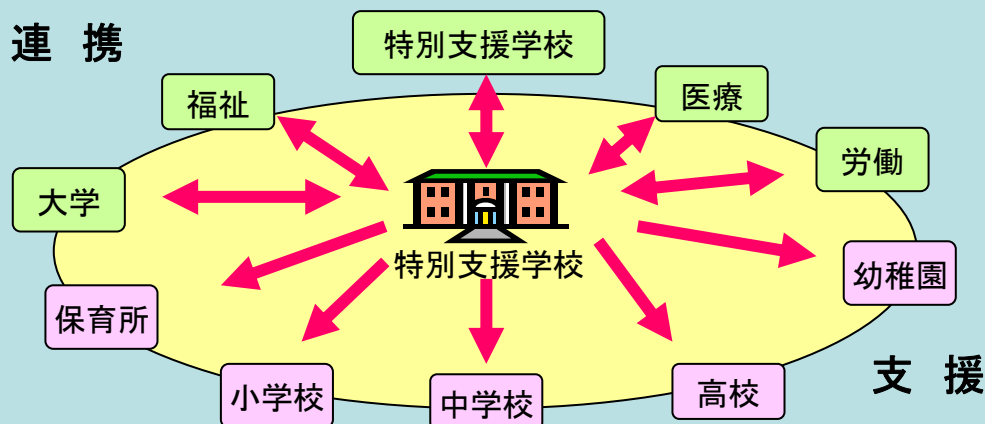 連 携
特別支援学校
福祉
医療
労働
大学
特別支援学校
幼稚園
保育所
小学校
中学校
高校
支 援